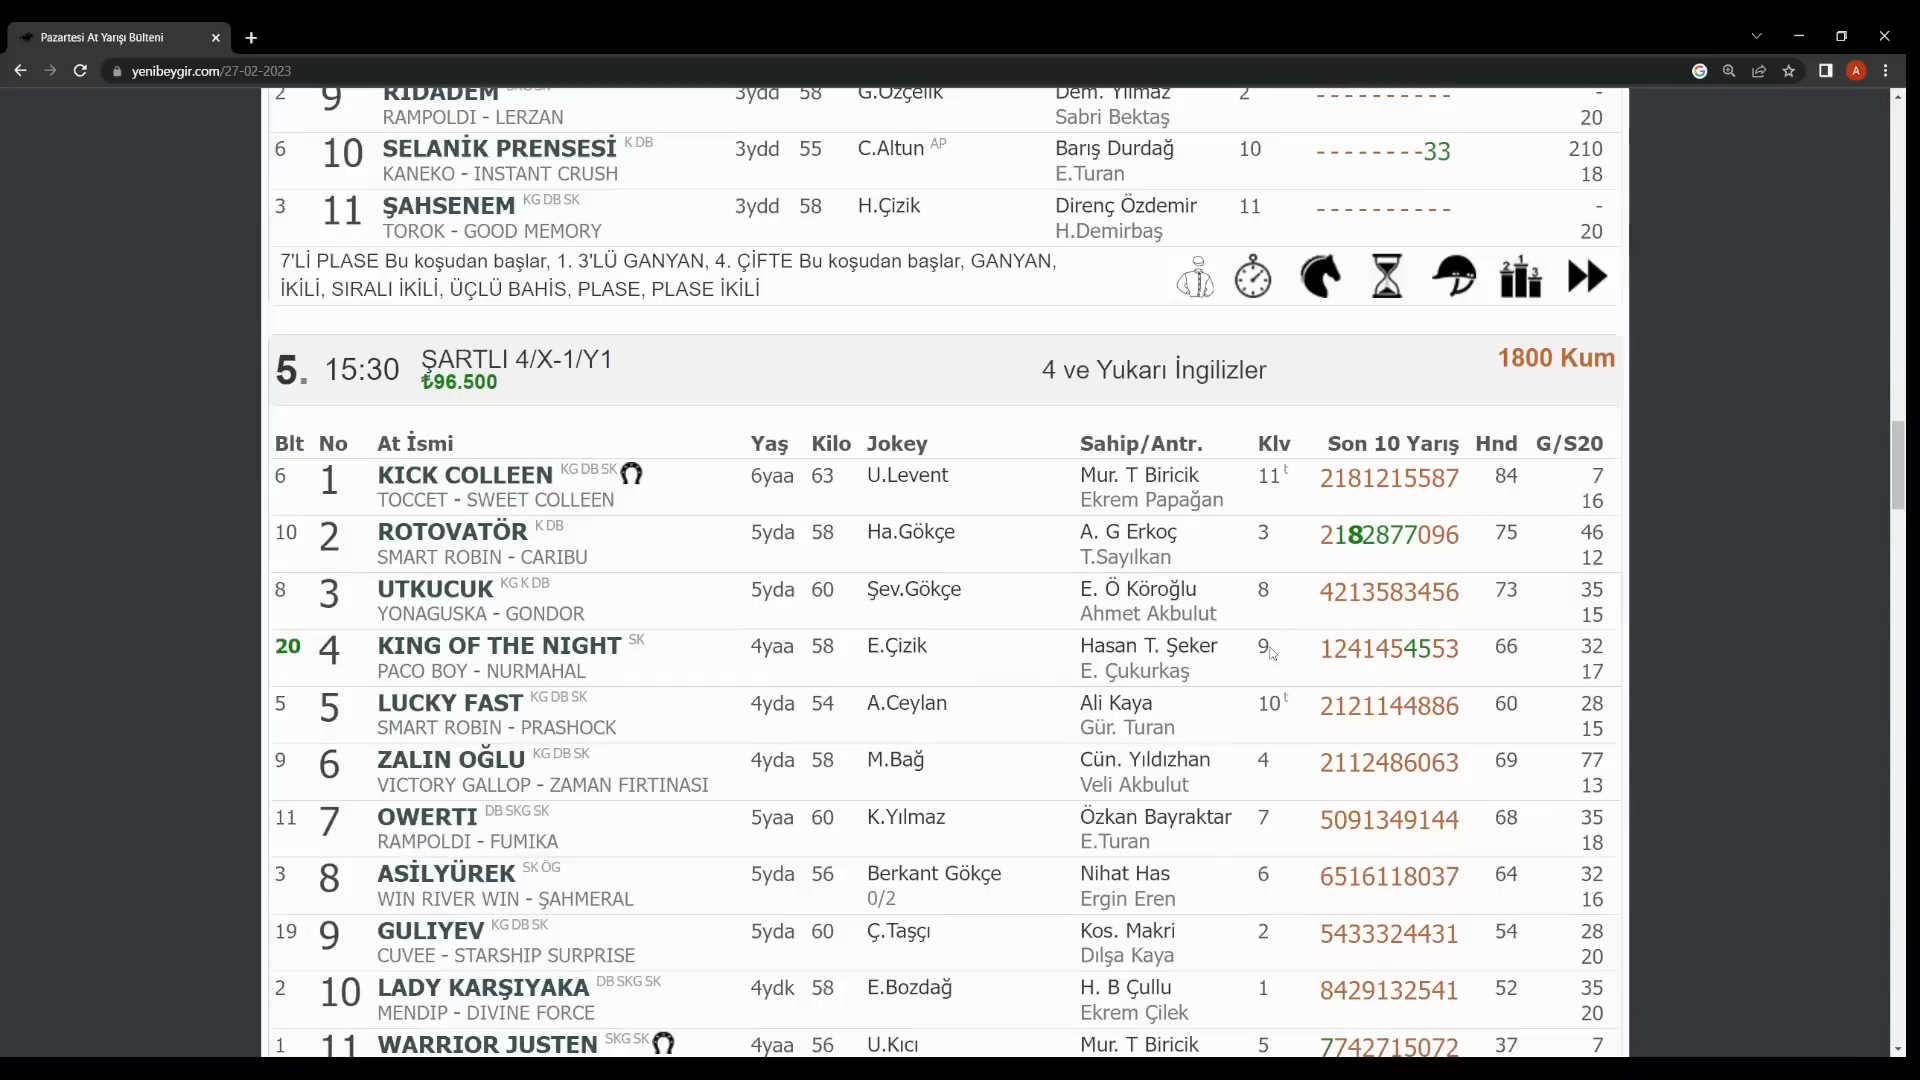 Pazartesi At Yarışı Bülteni
yenibeygir.com/27-02-2023
A
2 9 RIDADEM 3ydd 58 G.Özçelik Dem. Yılmaz 2 ---------- -
RAMPOLDI - LERZAN Sabri Bektaş 20
6 10 SELANİK PRENSESİ K DB 3ydd 55 C.Altun AP Barış Durdağ 10 --------33 210
KANEKO - INSTANT CRUSH E.Turan 18
3 11 ŞAHSENEM KG DB SK 3ydd 58 H.Çizik Direnç Özdemir 11 ---------- -
TOROK - GOOD MEMORY H.Demirbaş 20
7'Lİ PLASE Bu koşudan başlar, 1. 3'LÜ GANYAN, 4. ÇİFTE Bu koşudan başlar, GANYAN,
İKİLİ, SIRALI İKİLİ, ÜÇLÜ BAHİS, PLASE, PLASE İKİLİ
2 1 3
5. 15:30 ŞARTLI 4/X-1/Y1 4 ve Yukarı İngilizler 1800 Kum
₺96.500
Blt No At İsmi Yaş Kilo Jokey Sahip/Antr. Klv Son 10 Yarış Hnd G/S20
6 1 KICK COLLEEN KG DB SK 6yaa 63 U.Levent Mur. T Biricik 11 t 2181215587 84 7
TOCCET - SWEET COLLEEN Ekrem Papağan 16
10 2 ROTOVATÖR K DB 5yda 58 Ha.Gökçe A. G Erkoç 3 2182877096 75 46
SMART ROBIN - CARIBU T.Sayılkan 12
8 3 UTKUCUK KG K DB 5yda 60 Şev.Gökçe E. Ö Köroğlu 8 4213583456 73 35
YONAGUSKA - GONDOR Ahmet Akbulut 15
20 4 KING OF THE NIGHT SK 4yaa 58 E.Çizik Hasan T. Şeker 9 1241454553 66 32
PACO BOY - NURMAHAL E. Çukurkaş 17
5 5 LUCKY FAST KG DB SK 4yda 54 A.Ceylan Ali Kaya 10 t 2121144886 60 28
SMART ROBIN - PRASHOCK Gür. Turan 15
9 6 ZALIN OĞLU KG DB SK 4yda 58 M.Bağ Cün. Yıldızhan 4 2112486063 69 77
VICTORY GALLOP - ZAMAN FIRTINASI Veli Akbulut 13
11 7 OWERTI DB SKG SK 5yaa 60 K.Yılmaz Özkan Bayraktar 7 5091349144 68 35
RAMPOLDI - FUMIKA E.Turan 18
3 8 ASİLYÜREK SK ÖG 5yda 56 Berkant Gökçe Nihat Has 6 6516118037 64 32
WIN RIVER WIN - ŞAHMERAL 0/2 Ergin Eren 16
19 9 GULIYEV KG DB SK 5yda 60 Ç.Taşçı Kos. Makri 2 5433324431 54 28
CUVEE - STARSHIP SURPRISE Dılşa Kaya 20
2 10 LADY KARŞIYAKA DB SKG SK 4ydk 58 E.Bozdağ H. B Çullu 1 8429132541 52 35
MENDIP - DIVINE FORCE Ekrem Çilek 20
1 11 WARRIOR JUSTEN SKG SK 4yaa 56 U.Kıcı Mur. T Biricik 5 7742715072 37 7